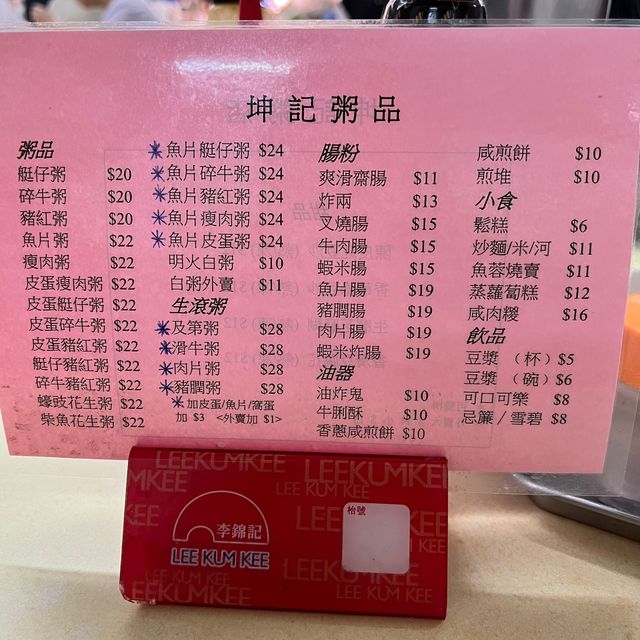 坤記粥品
粥品
艇仔粥 $20
碎牛粥 $20
豬紅粥 $20
魚片粥 $22
瘦肉粥 $22
皮蛋瘦肉粥 $22
皮蛋艇仔粥 $22
皮蛋碎牛粥 $22
皮蛋豬紅粥 $22
艇仔豬紅粥 $22
碎牛豬紅粥 $22
蠔豉花生粥 $22
柴魚花生粥 $22
*魚片艇仔粥 $24
*魚片碎牛粥 $24
*魚片豬紅粥 $24
*魚片瘦肉粥 $24
*魚片皮蛋粥 $24
明火白粥 $10
白粥外賣 $11
生滾粥
*及第粥 $28
*滑牛粥 $28
*肉片粥 $28
*豬膶粥 $28
*加皮蛋/魚片/窩蛋
加 $3 <外賣加 $1>
腸粉
爽滑齋腸 $11
炸兩 $13
叉燒腸 $15
牛肉腸 $15
蝦米腸 $15
魚片腸 $19
豬膶腸 $19
肉片腸 $19
蝦米炸腸 $19
油器
油炸鬼 $10
牛脷酥 $10
香蔥咸煎餅 $10
咸煎餅 $10
煎堆 $10
小食
鬆糕 $6
炒麵/米/河 $11
魚蓉燒賣 $11
蒸蘿蔔糕 $12
咸肉糉 $16
飲品
豆漿 （杯）$5
豆漿 （碗）$6
可口可樂 $8
忌廉 / 雪碧 $8
LEEKUMKEE
LEE KUM KEE
李錦記
LEE KUM KEE
枱號